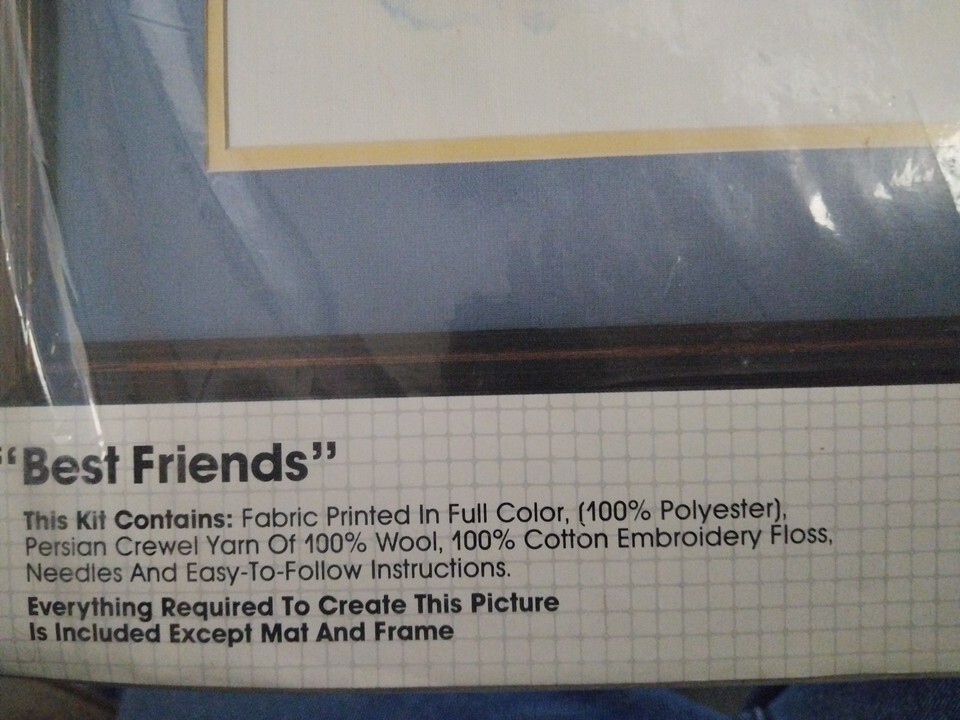 “Best Friends”
This Kit Contains: Fabric Printed In Full Color, (100% Polyester),
Persian Crewel Yarn Of 100% Wool, 100% Cotton Embroidery Floss,
Needles And Easy-To-Follow Instructions.
Everything Required To Create This Picture
Is Included Except Mat And Frame